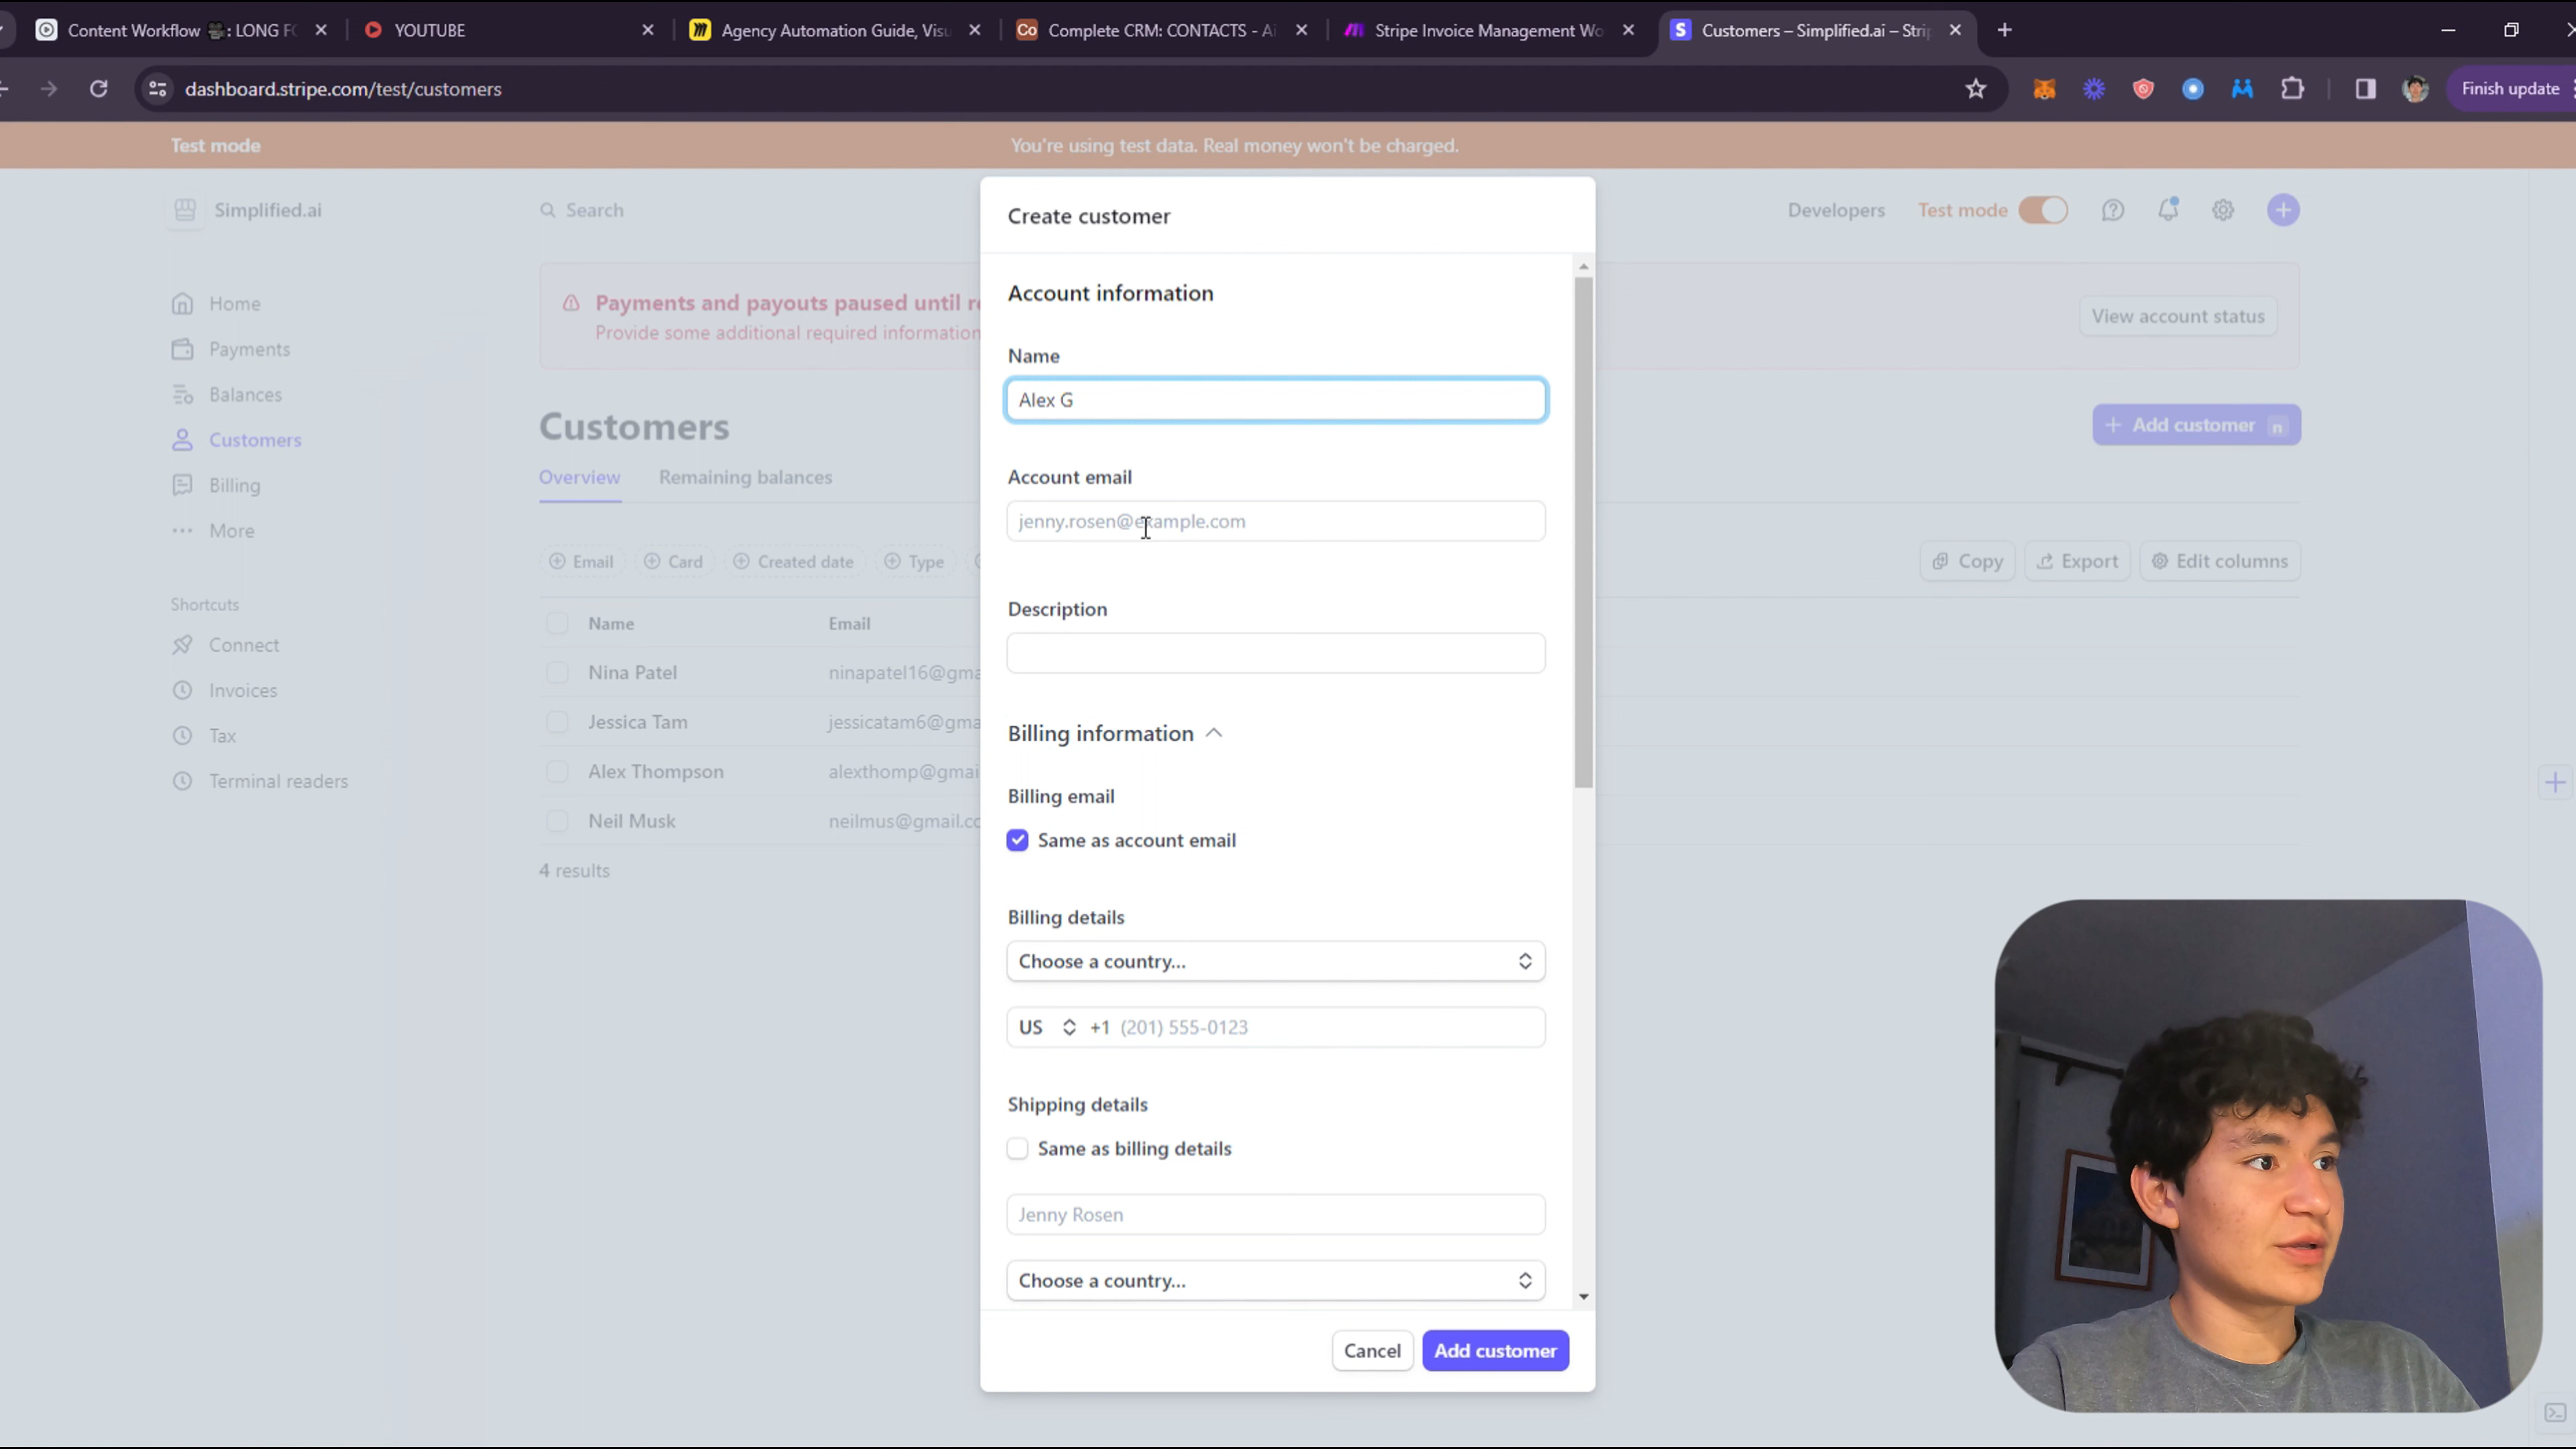 Content Workflow 🎥: LONG FO
YOUTUBE
Agency Automation Guide, Visu
Complete CRM: CONTACTS - Ai
Stripe Invoice Management Wo
Customers – Simplified.ai – Stri
dashboard.stripe.com/test/customers
Finish update
Test mode
You're using test data. Real money won't be charged.
Simplified.ai
Search
Developers
Test mode
Home
Payments
Balances
Customers
Billing
More
Shortcuts
Connect
Invoices
Tax
Terminal readers
Payments and payouts paused until re
Provide some additional required information
View account status
Customers
Add customer n
Overview
Remaining balances
Email
Card
Created date
Type
Copy
Export
Edit columns
Name
Email
Nina Patel
ninapatel16@gma
Jessica Tam
jessicatam6@gma
Alex Thompson
alexthomp@gmai
Neil Musk
neilmus@gmail.co
4 results
Create customer
Account information
Name
Alex G
Account email
jenny.rosen@example.com
Description
Billing information
Billing email
Same as account email
Billing details
Choose a country...
US +1 (201) 555-0123
Shipping details
Same as billing details
Jenny Rosen
Choose a country...
Cancel
Add customer